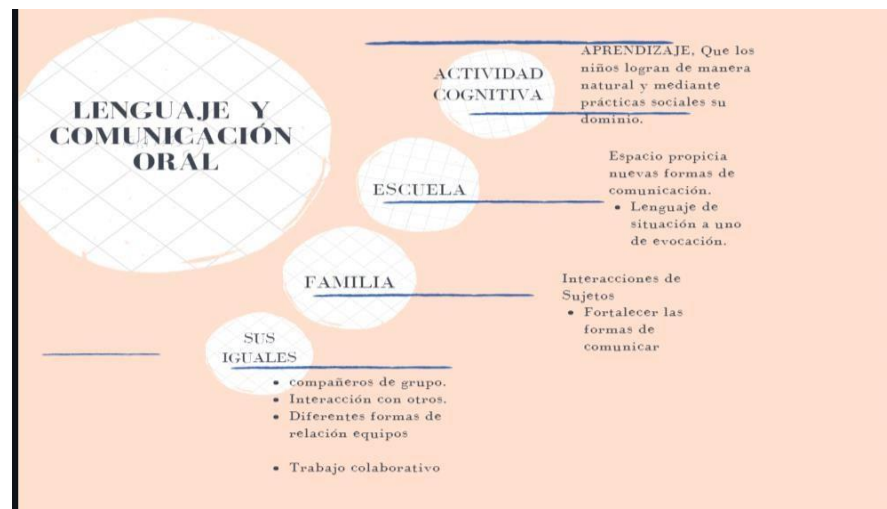 LENGUAJE Y
COMUNICACIÓN
ORAL
ACTIVIDAD
COGNITIVA
APRENDIZAJE, Que los
niños logran de manera
natural y mediante
prácticas sociales su
dominio.
ESCUELA
Espacio propicia
nuevas formas de
comunicación.
• Lenguaje de
situación a uno
de evocación.
FAMILIA
Interacciones de
Sujetos
• Fortalecer las
formas de
comunicar
SUS
IGUALES
• compañeros de grupo.
• Interacción con otros.
• Diferentes formas de
relación equipos
• Trabajo colaborativo